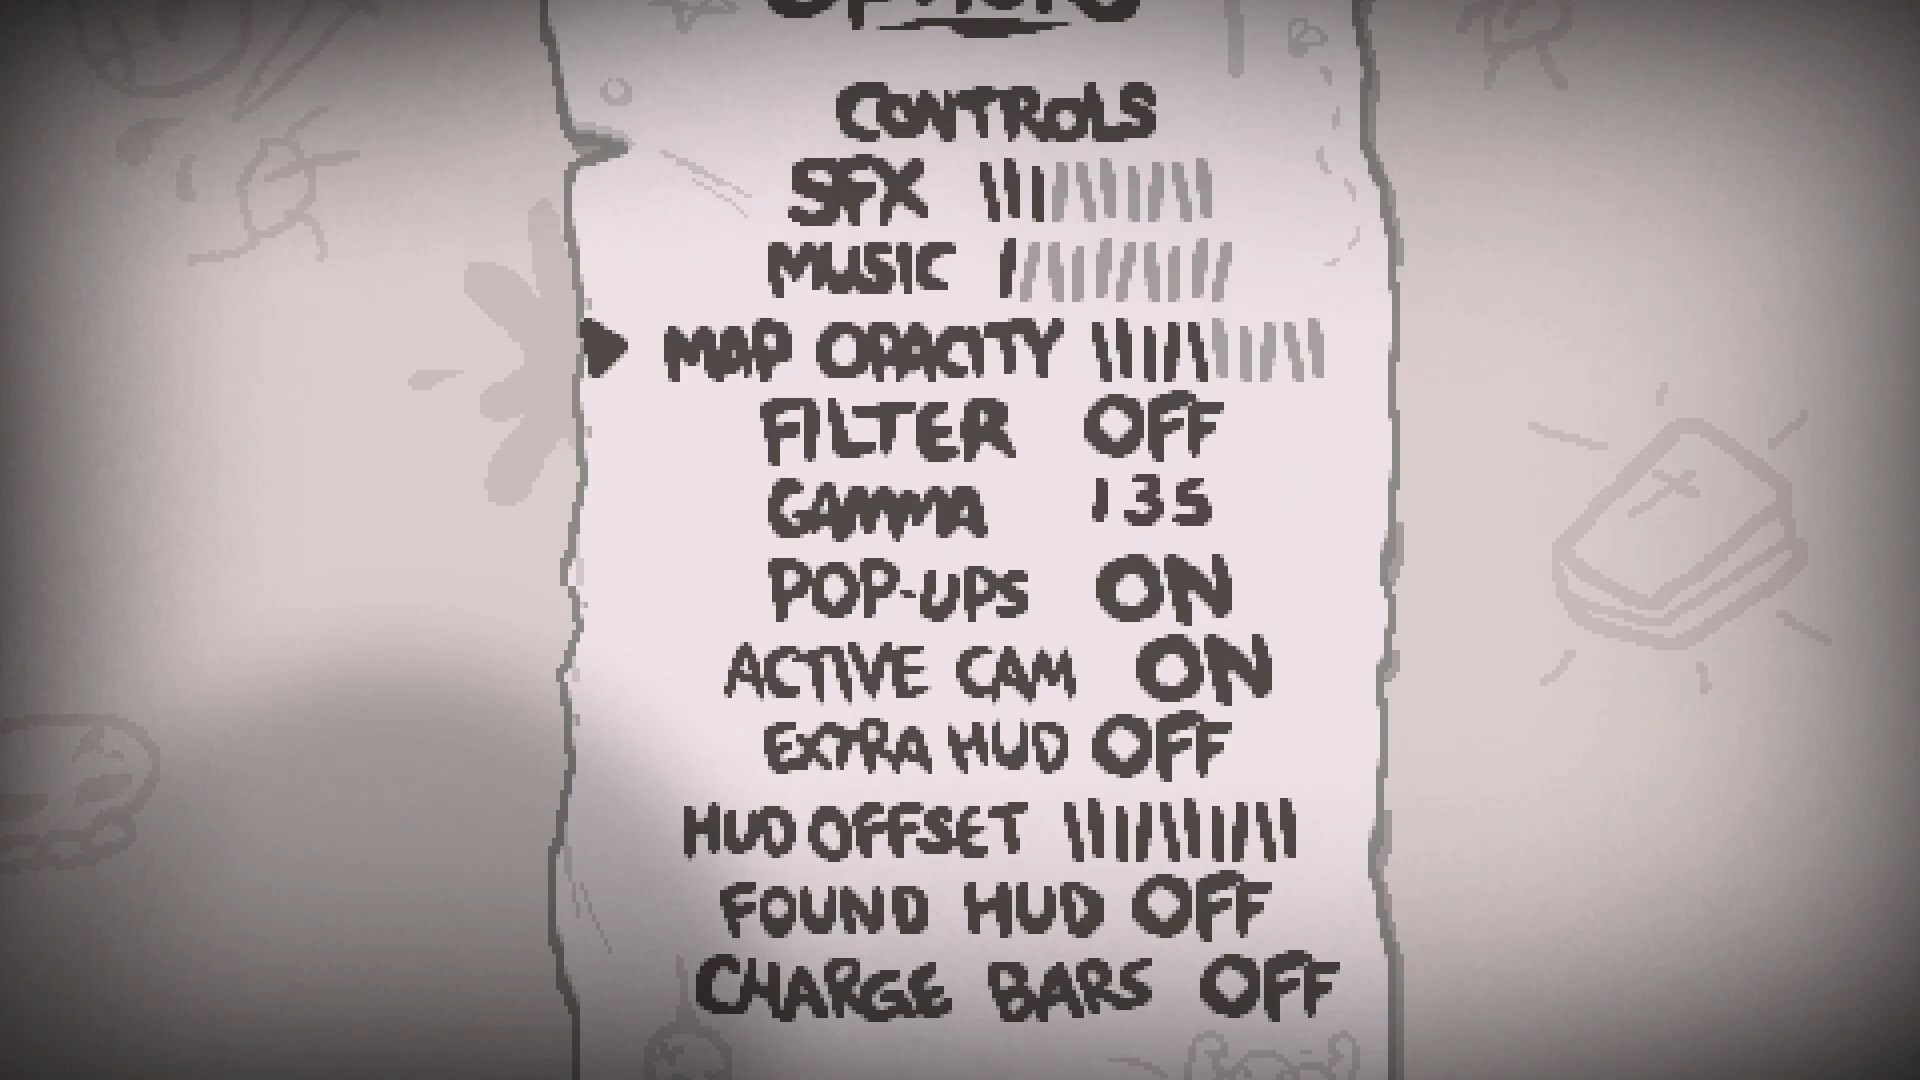 CONTROLS
SFX
MUSIC
MAP OPACITY
FILTER OFF
GAMMA 135
POP-UPS ON
ACTIVE CAM ON
EXTRA HUD OFF
HUD OFFSET
FOUND HUD OFF
CHARGE BARS OFF